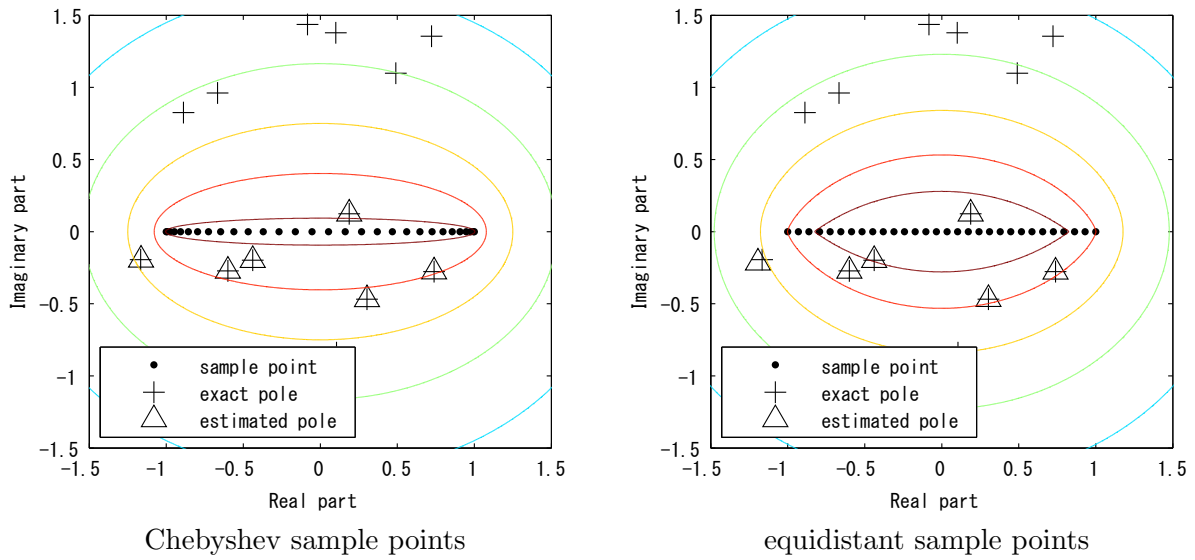 1.5
1
0.5
0
-0.5
-1
-1.5
-1.5
-1
-0.5
0
0.5
1
1.5
Imaginary part
Real part
sample point
exact pole
estimated pole
Chebyshev sample points
1.5
1
0.5
0
-0.5
-1
-1.5
-1.5
-1
-0.5
0
0.5
1
1.5
Imaginary part
Real part
sample point
exact pole
estimated pole
equidistant sample points